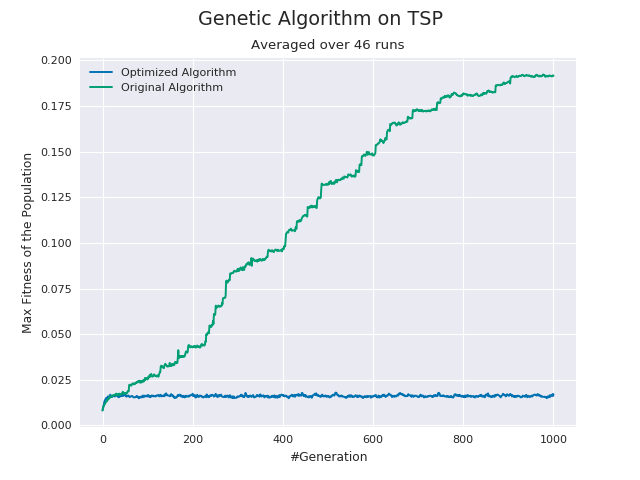 Genetic Algorithm on TSP
Averaged over 46 runs
Optimized Algorithm
Original Algorithm
Max Fitness of the Population
0.200
0.175
0.150
0.125
0.100
0.075
0.050
0.025
0.000
0 200 400 600 800 1000
#Generation